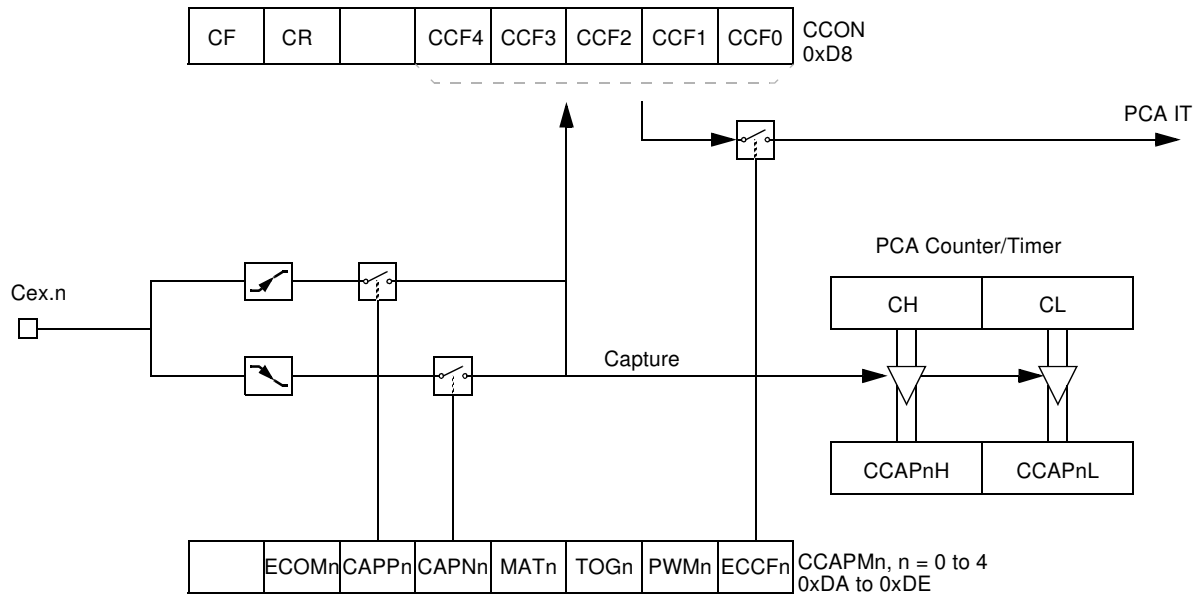 CF CR CCF4 CCF3 CCF2 CCF1 CCF0
CCON
0xD8
PCA IT
PCA Counter/Timer
Cex.n
CH CL
Capture
CCAPnH CCAPnL
ECOMn CAPPn CAPNn MATn TOGn PWMn ECCFn
CCAPMn, n = 0 to 4
0xDA to 0xDE